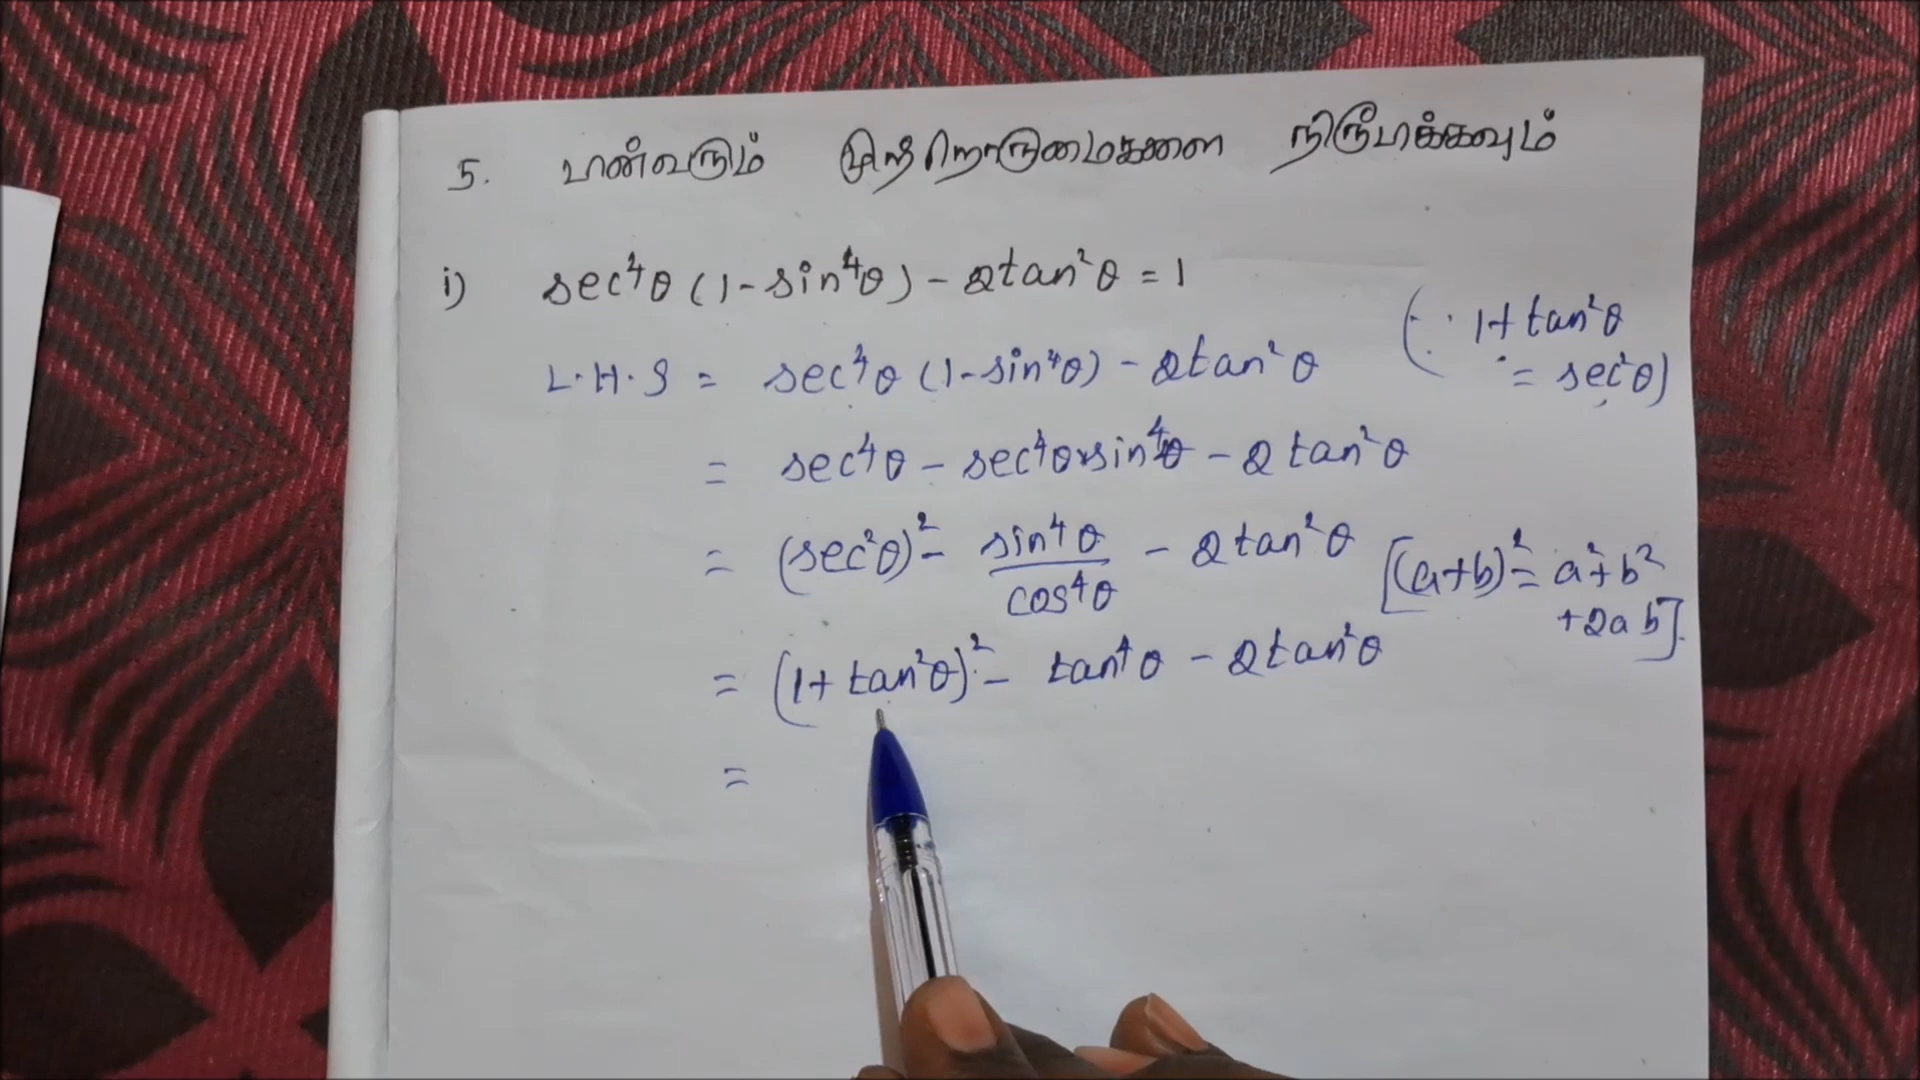 5. பின்வரும் முற்றொருமைகளை நிரூபிக்கவும்
i) sec⁴θ (1 - sin⁴θ) - 2tan²θ = 1
L.H.S = sec⁴θ (1 - sin⁴θ) - 2tan²θ
(∵ 1 + tan²θ
= sec²θ)
= sec⁴θ - sec⁴θ × sin⁴θ - 2 tan²θ
= (sec²θ)² - sin⁴θ/cos⁴θ - 2 tan²θ
[(a+b)² = a² + b²
+ 2ab].
= (1 + tan²θ)² - tan⁴θ - 2tan²θ
=